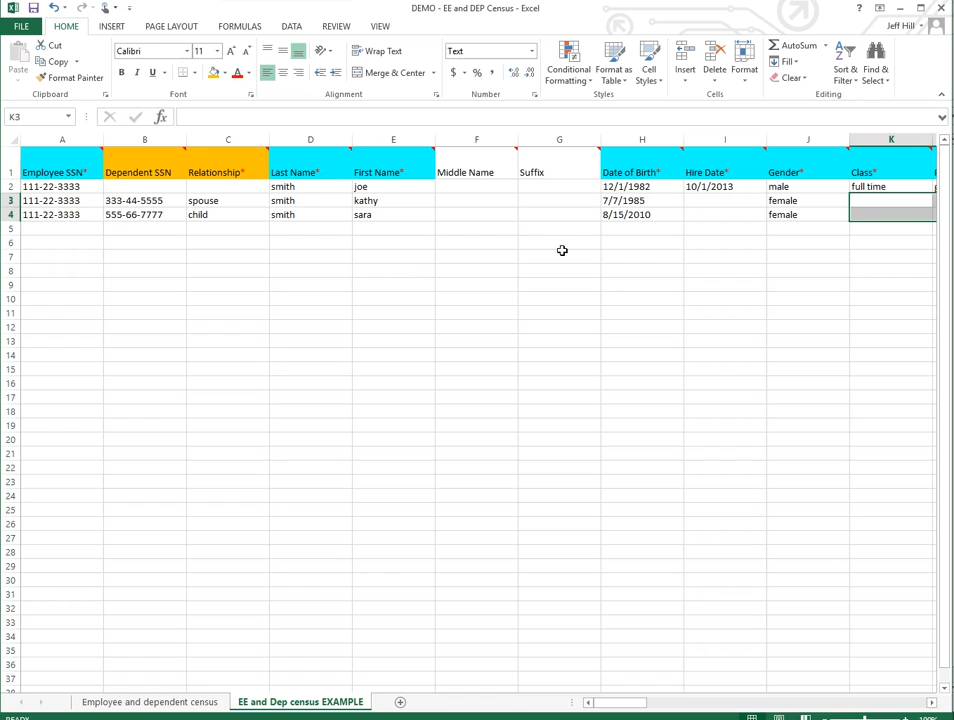 DEMO - EE and DEP Census - Excel
FILE HOME INSERT PAGE LAYOUT FORMULAS DATA REVIEW VIEW Jeff Hill
Paste Cut Copy Format Painter
Calibri 11 A A B I U A
Wrap Text Merge & Center
Text $ % ,
Conditional Formatting Format as Table Cell Styles
Insert Delete Format
AutoSum Fill Clear Sort & Filter Find & Select
Clipboard Font Alignment Number Styles Cells Editing
K3 fx
A B C D E F G H I J K
1 Employee SSN* Dependent SSN Relationship* Last Name* First Name* Middle Name Suffix Date of Birth* Hire Date* Gender* Class*
2 111-22-3333 smith joe 12/1/1982 10/1/2013 male full time
3 111-22-3333 333-44-5555 spouse smith kathy 7/7/1985 female
4 111-22-3333 555-66-7777 child smith sara 8/15/2010 female
5
6
7
8
9
10
11
12
13
14
15
16
17
18
19
20
21
22
23
24
25
26
27
28
29
30
31
32
33
34
35
36
37
Employee and dependent census EE and Dep census EXAMPLE
READY 100%